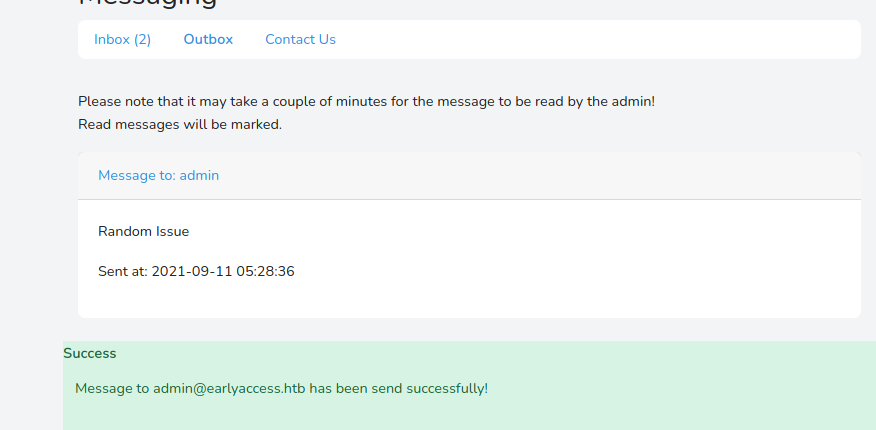 Messaging
Inbox (2) Outbox Contact Us
Please note that it may take a couple of minutes for the message to be read by the admin!
Read messages will be marked.
Message to: admin
Random Issue
Sent at: 2021-09-11 05:28:36
Success
Message to admin@earlyaccess.htb has been send successfully!